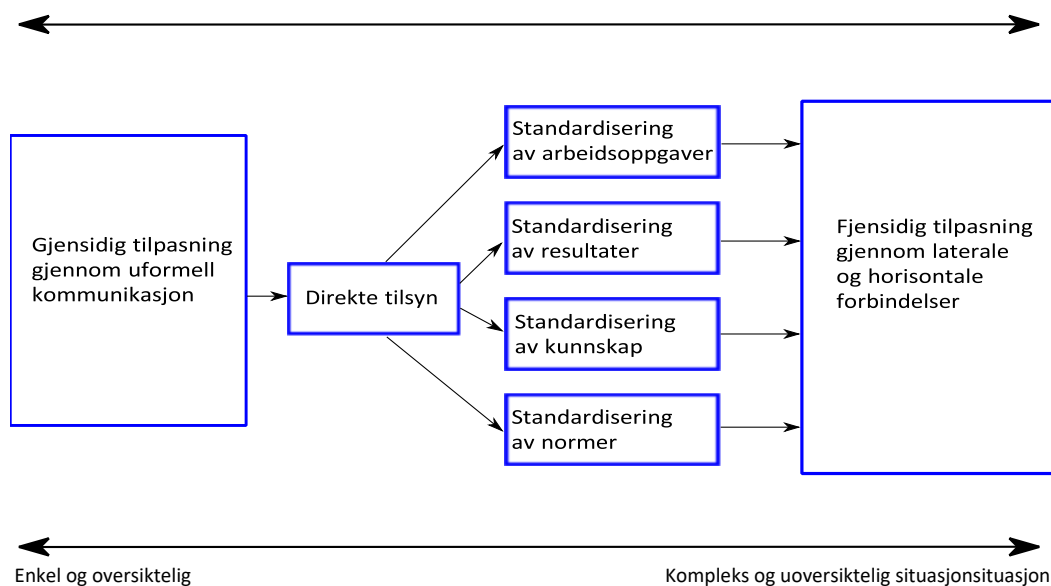 Gjensidig tilpasning
gjennom uformell
kommunikasjon
Direkte tilsyn
Standardisering
av arbeidsoppgaver
Standardisering
av resultater
Standardisering
av kunnskap
Standardisering
av normer
Fjensidig tilpasning
gjennom laterale
og horisontale
forbindelser
Enkel og oversiktelig
Kompleks og uoversiktelig situasjonsituasjon